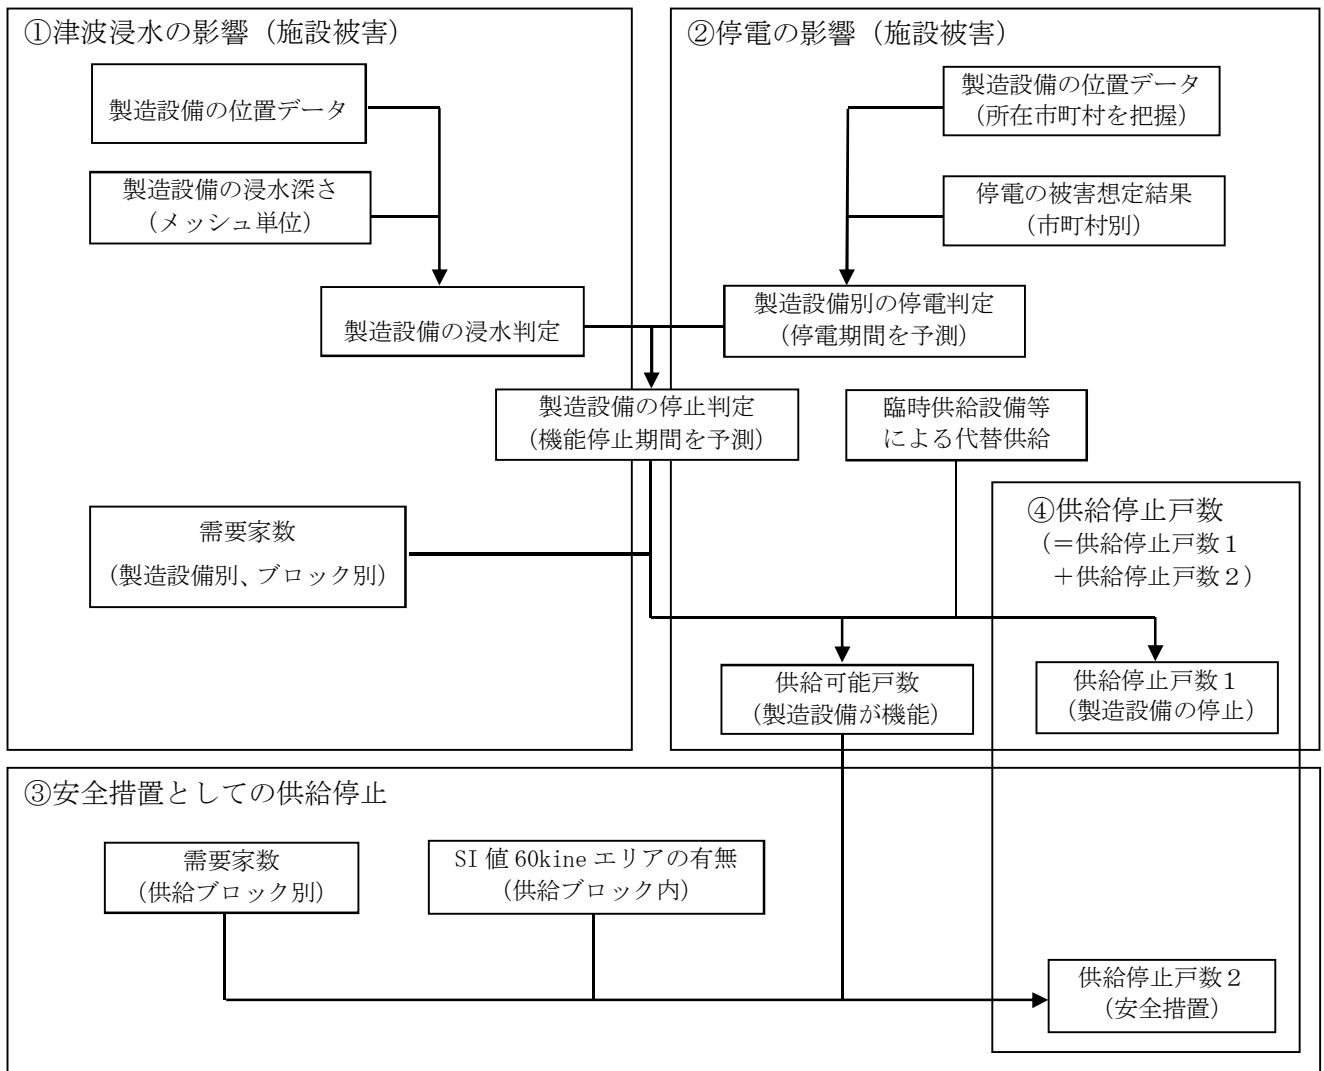 ①津波浸水の影響（施設被害）
製造設備の位置データ
製造設備の浸水深さ
（メッシュ単位）
製造設備の浸水判定
②停電の影響（施設被害）
製造設備の位置データ
（所在市町村を把握）
停電の被害想定結果
（市町村別）
製造設備別の停電判定
（停電期間を予測）
製造設備の停止判定
（機能停止期間を予測）
臨時供給設備等
による代替供給
需要家数
（製造設備別、ブロック別）
④供給停止戸数
（＝供給停止戸数１
＋供給停止戸数２）
供給可能戸数
（製造設備が機能）
供給停止戸数１
（製造設備の停止）
③安全措置としての供給停止
需要家数
（供給ブロック別）
SI 値 60kine エリアの有無
（供給ブロック内）
供給停止戸数２
（安全措置）